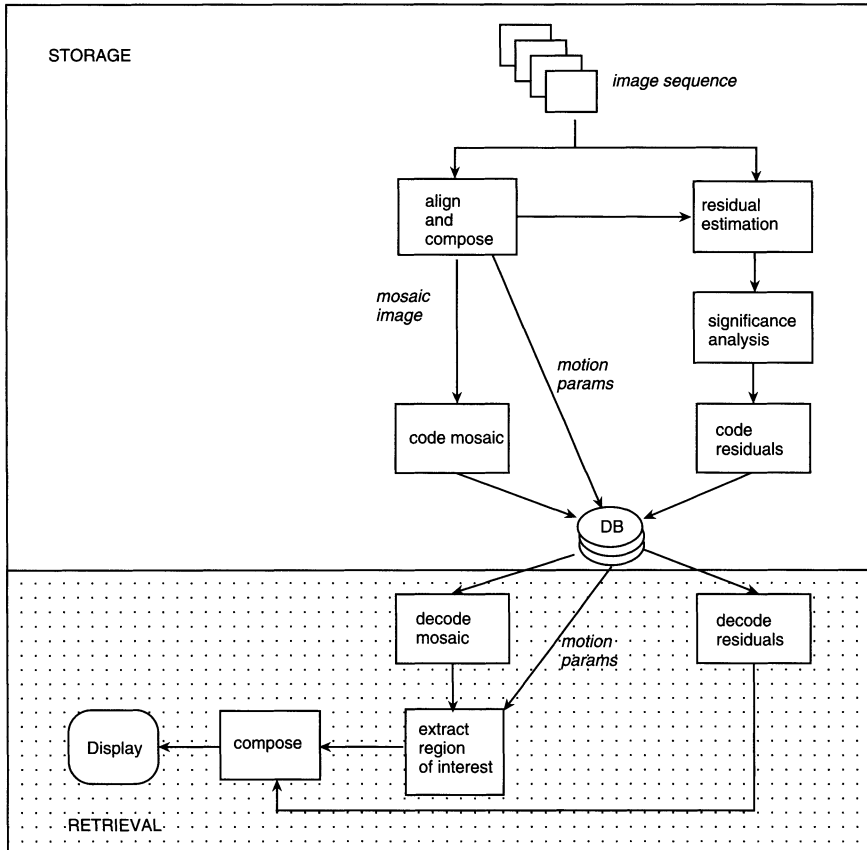 STORAGE
image sequence
align
and
compose
residual
estimation
mosaic
image
significance
analysis
motion
params
code mosaic
code
residuals
DB
decode
mosaic
motion
params
decode
residuals
Display
compose
extract
region
of interest
RETRIEVAL